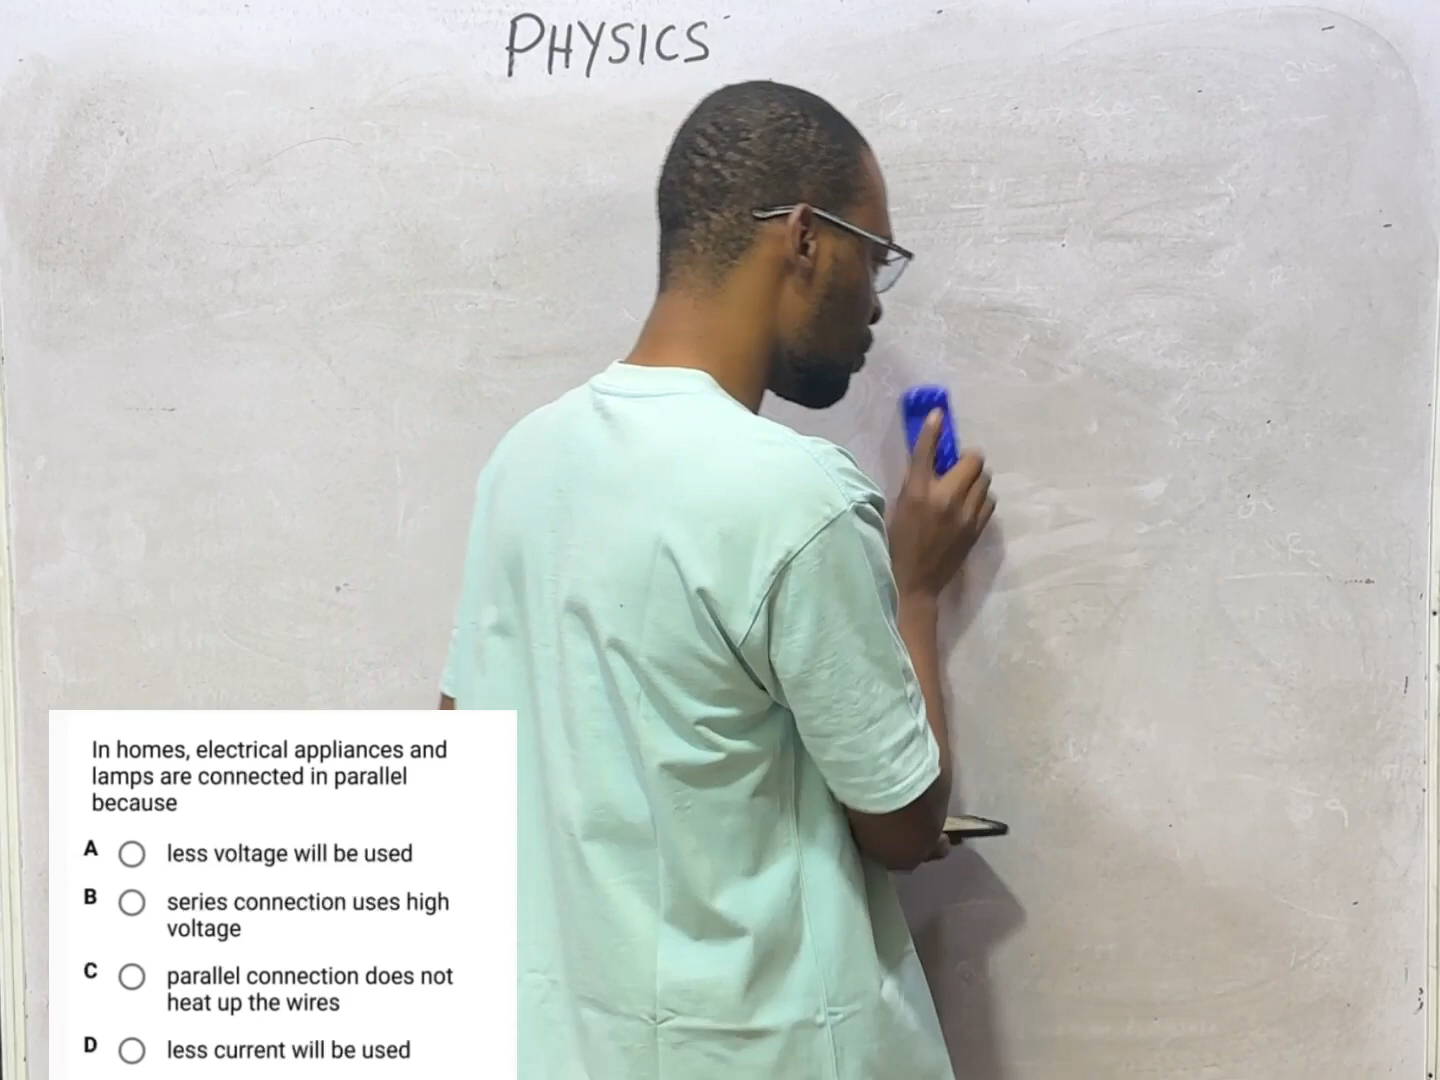 PHYSICS
In homes, electrical appliances and
lamps are connected in parallel
because
A less voltage will be used
B series connection uses high
voltage
C parallel connection does not
heat up the wires
D less current will be used